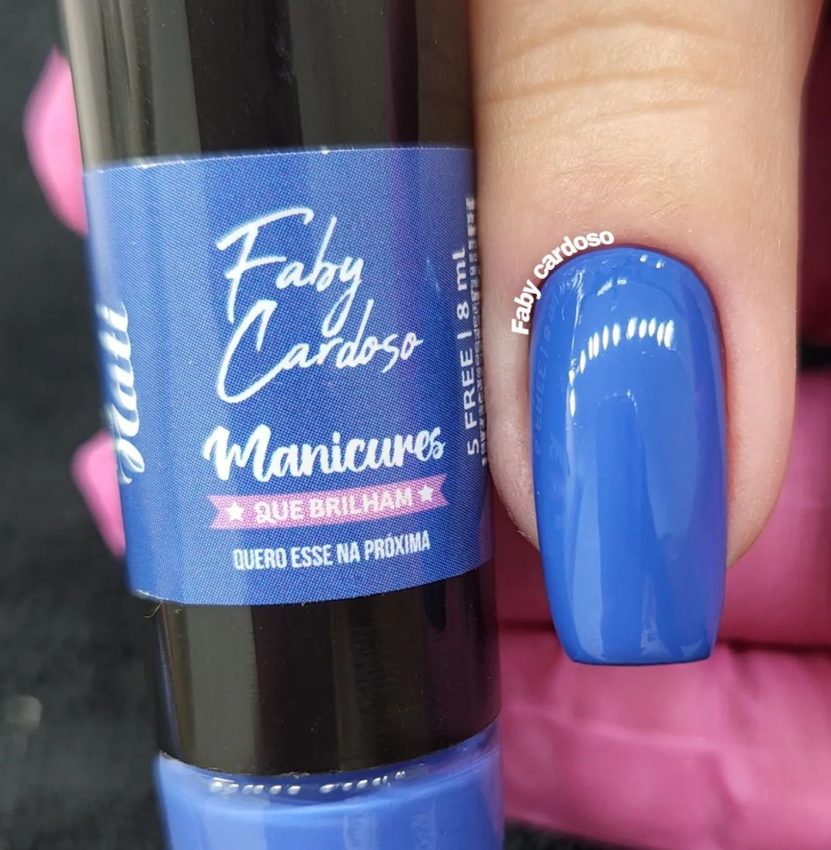 Faby
Cardoso
Manicures
QUE BRILHAM
QUERO ESSE NA PRÓXIMA
5 FREE | 8 ml
Faby cardoso